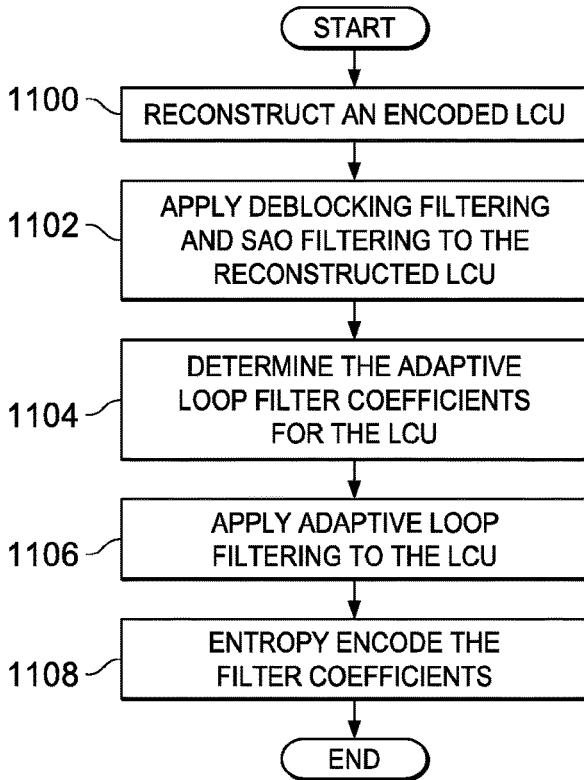 START
1100
RECONSTRUCT AN ENCODED LCU
1102
APPLY DEBLOCKING FILTERING
AND SAO FILTERING TO THE
RECONSTRUCTED LCU
1104
DETERMINE THE ADAPTIVE
LOOP FILTER COEFFICIENTS
FOR THE LCU
1106
APPLY ADAPTIVE LOOP
FILTERING TO THE LCU
1108
ENTROPY ENCODE THE
FILTER COEFFICIENTS
END